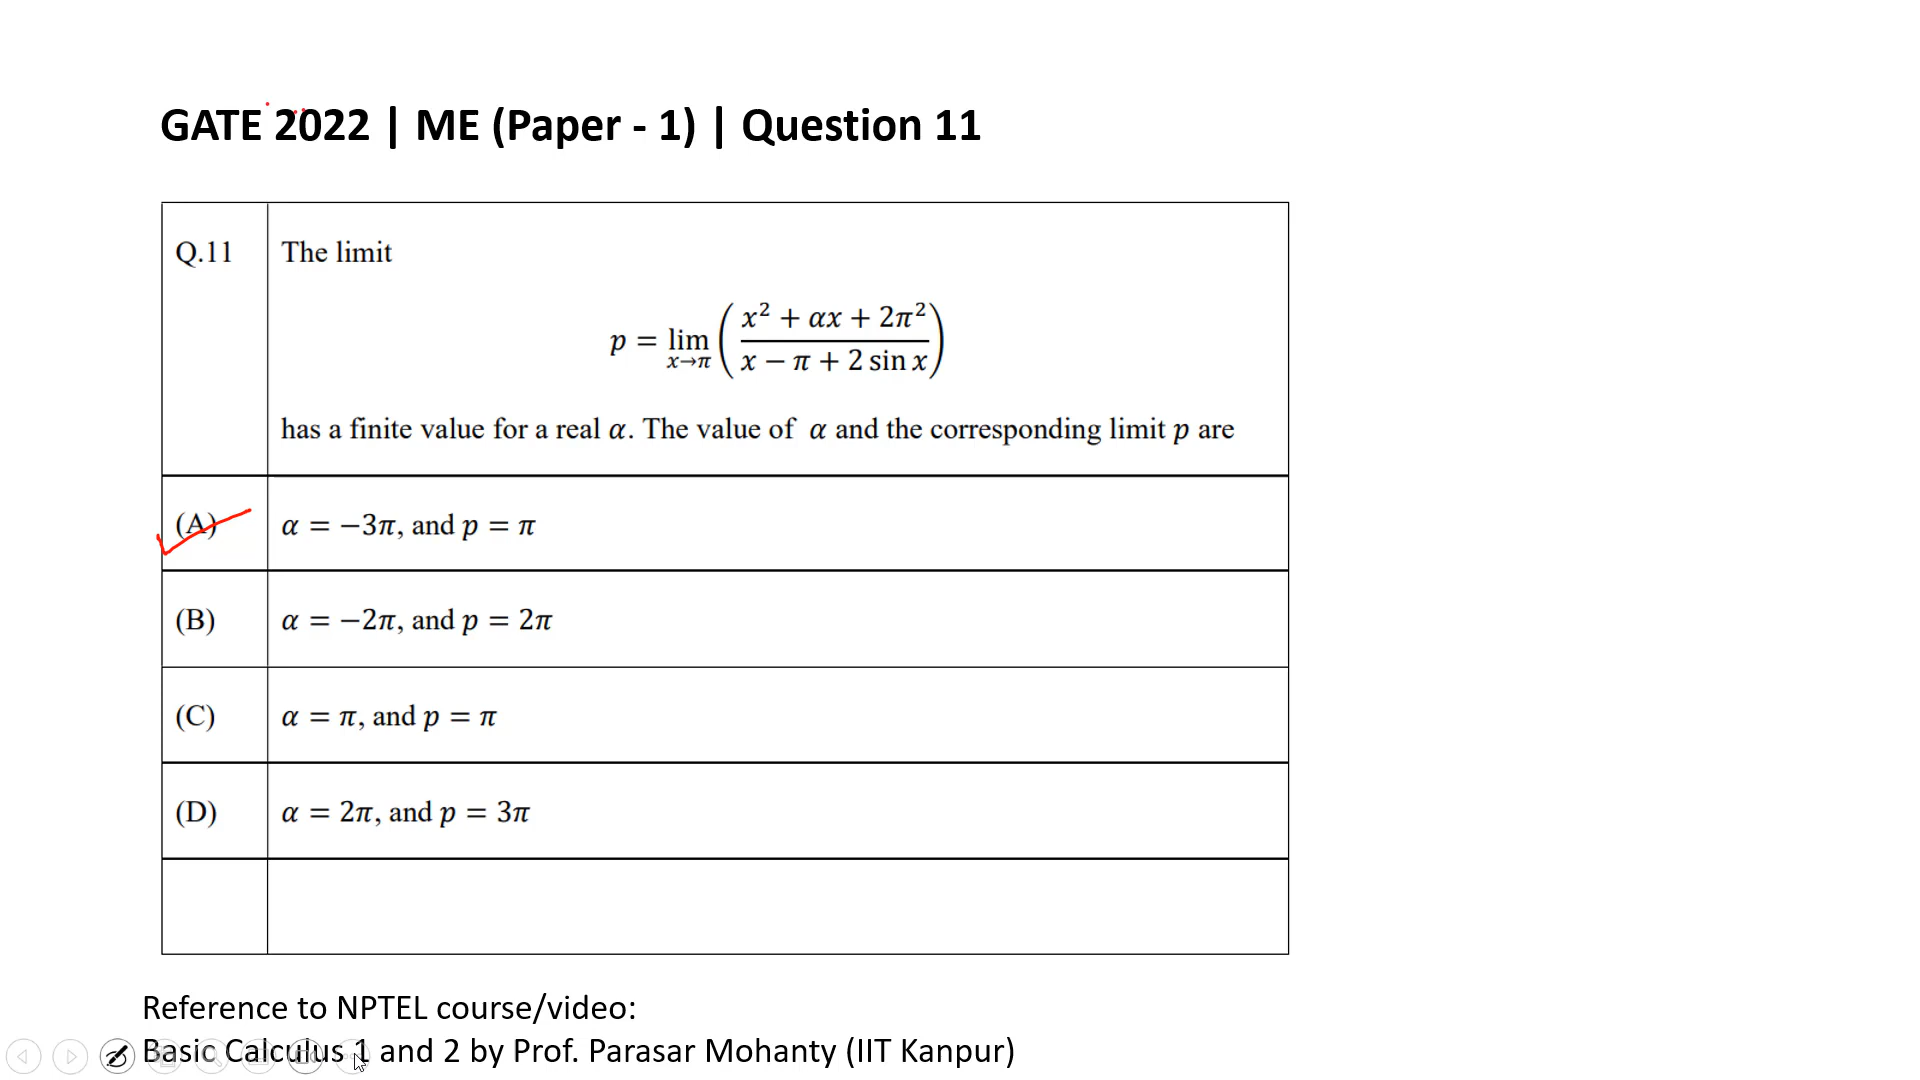 GATE 2022 | ME (Paper - 1) | Question 11
Q.11 The limit
p = lim x→π ( (x² + αx + 2π²) / (x − π + 2 sin x) )
has a finite value for a real α. The value of α and the corresponding limit p are
(A) α = −3π, and p = π
(B) α = −2π, and p = 2π
(C) α = π, and p = π
(D) α = 2π, and p = 3π
Reference to NPTEL course/video:
Basic Calculus 1 and 2 by Prof. Parasar Mohanty (IIT Kanpur)